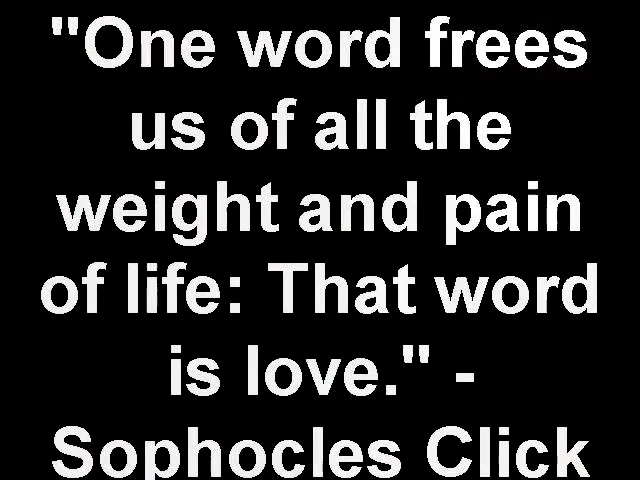 "One word frees
us of all the
weight and pain
of life: That word
is love." -
Sophocles Click